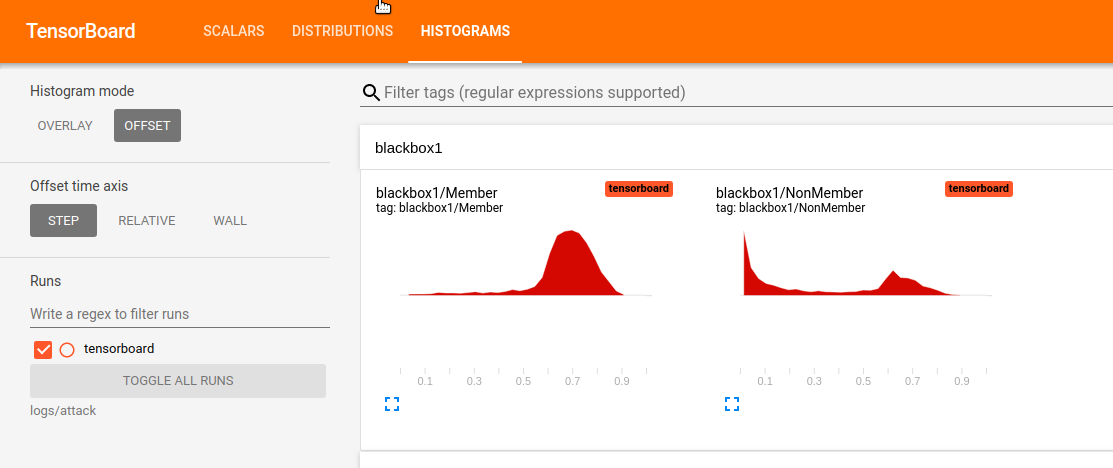 TensorBoard SCALARS DISTRIBUTIONS HISTOGRAMS
Histogram mode
OVERLAY OFFSET
Offset time axis
STEP RELATIVE WALL
Runs
Write a regex to filter runs
tensorboard
TOGGLE ALL RUNS
logs/attack
Filter tags (regular expressions supported)
blackbox1
blackbox1/Member tensorboard
tag: blackbox1/Member
0.1 0.3 0.5 0.7 0.9
blackbox1/NonMember tensorboard
tag: blackbox1/NonMember
0.1 0.3 0.5 0.7 0.9